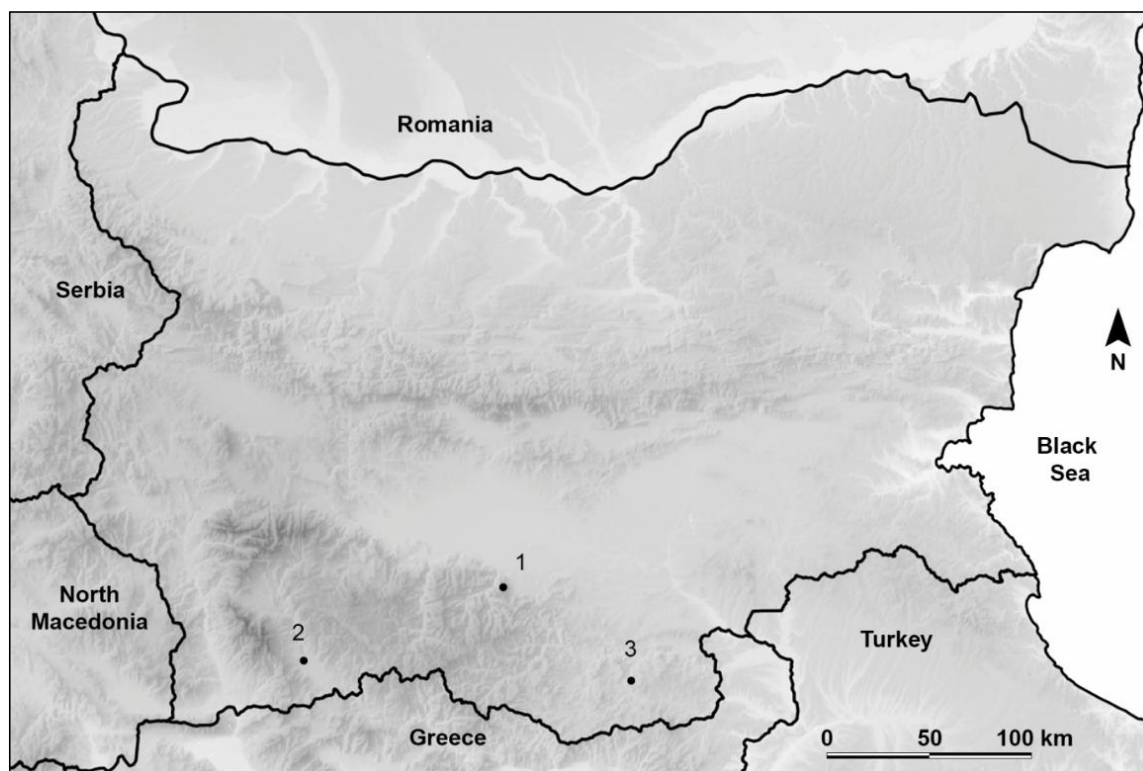 Romania
Serbia
N
Black
Sea
1
North
Macedonia
2
3
Turkey
Greece
0 50 100 km